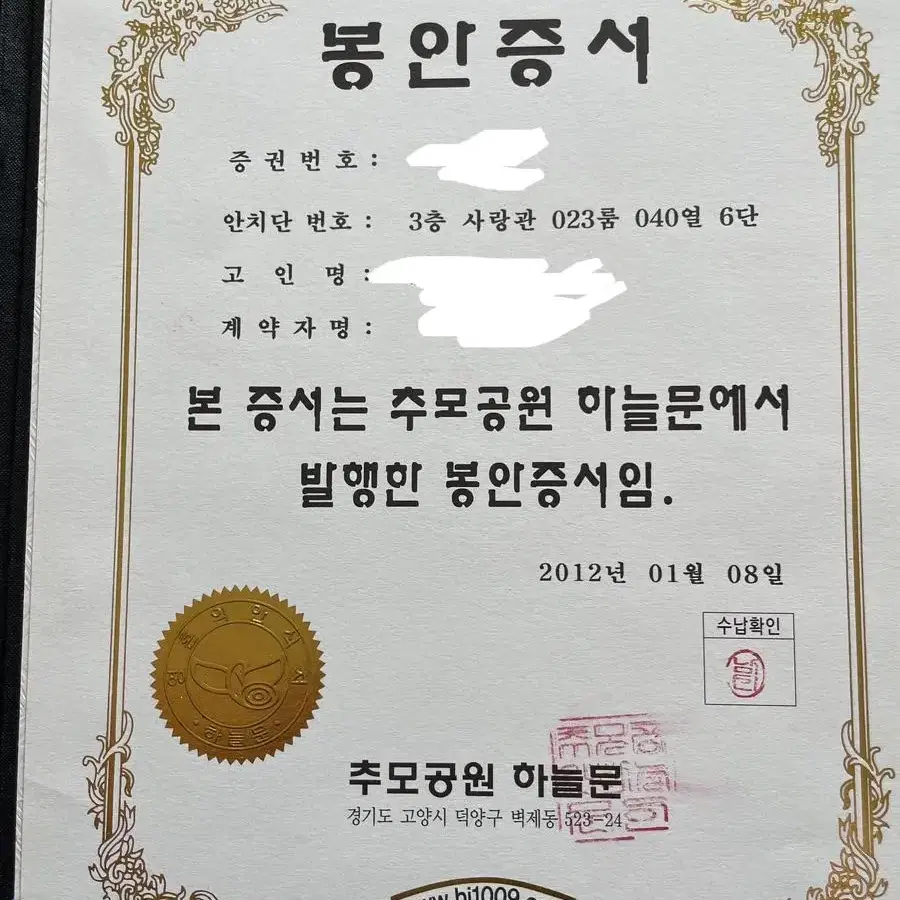 봉안증서
증권번호 :
안치단 번호 : 3층 사랑관 023룸 040열 6단
고 인 명 :
계약자명 :
본 증서는 추모공원 하늘문에서
발행한 봉안증서임.
2012년 01월 08일
수납확인
하늘문
추모공원 하늘문
경기도 고양시 덕양구 벽제동 523-24